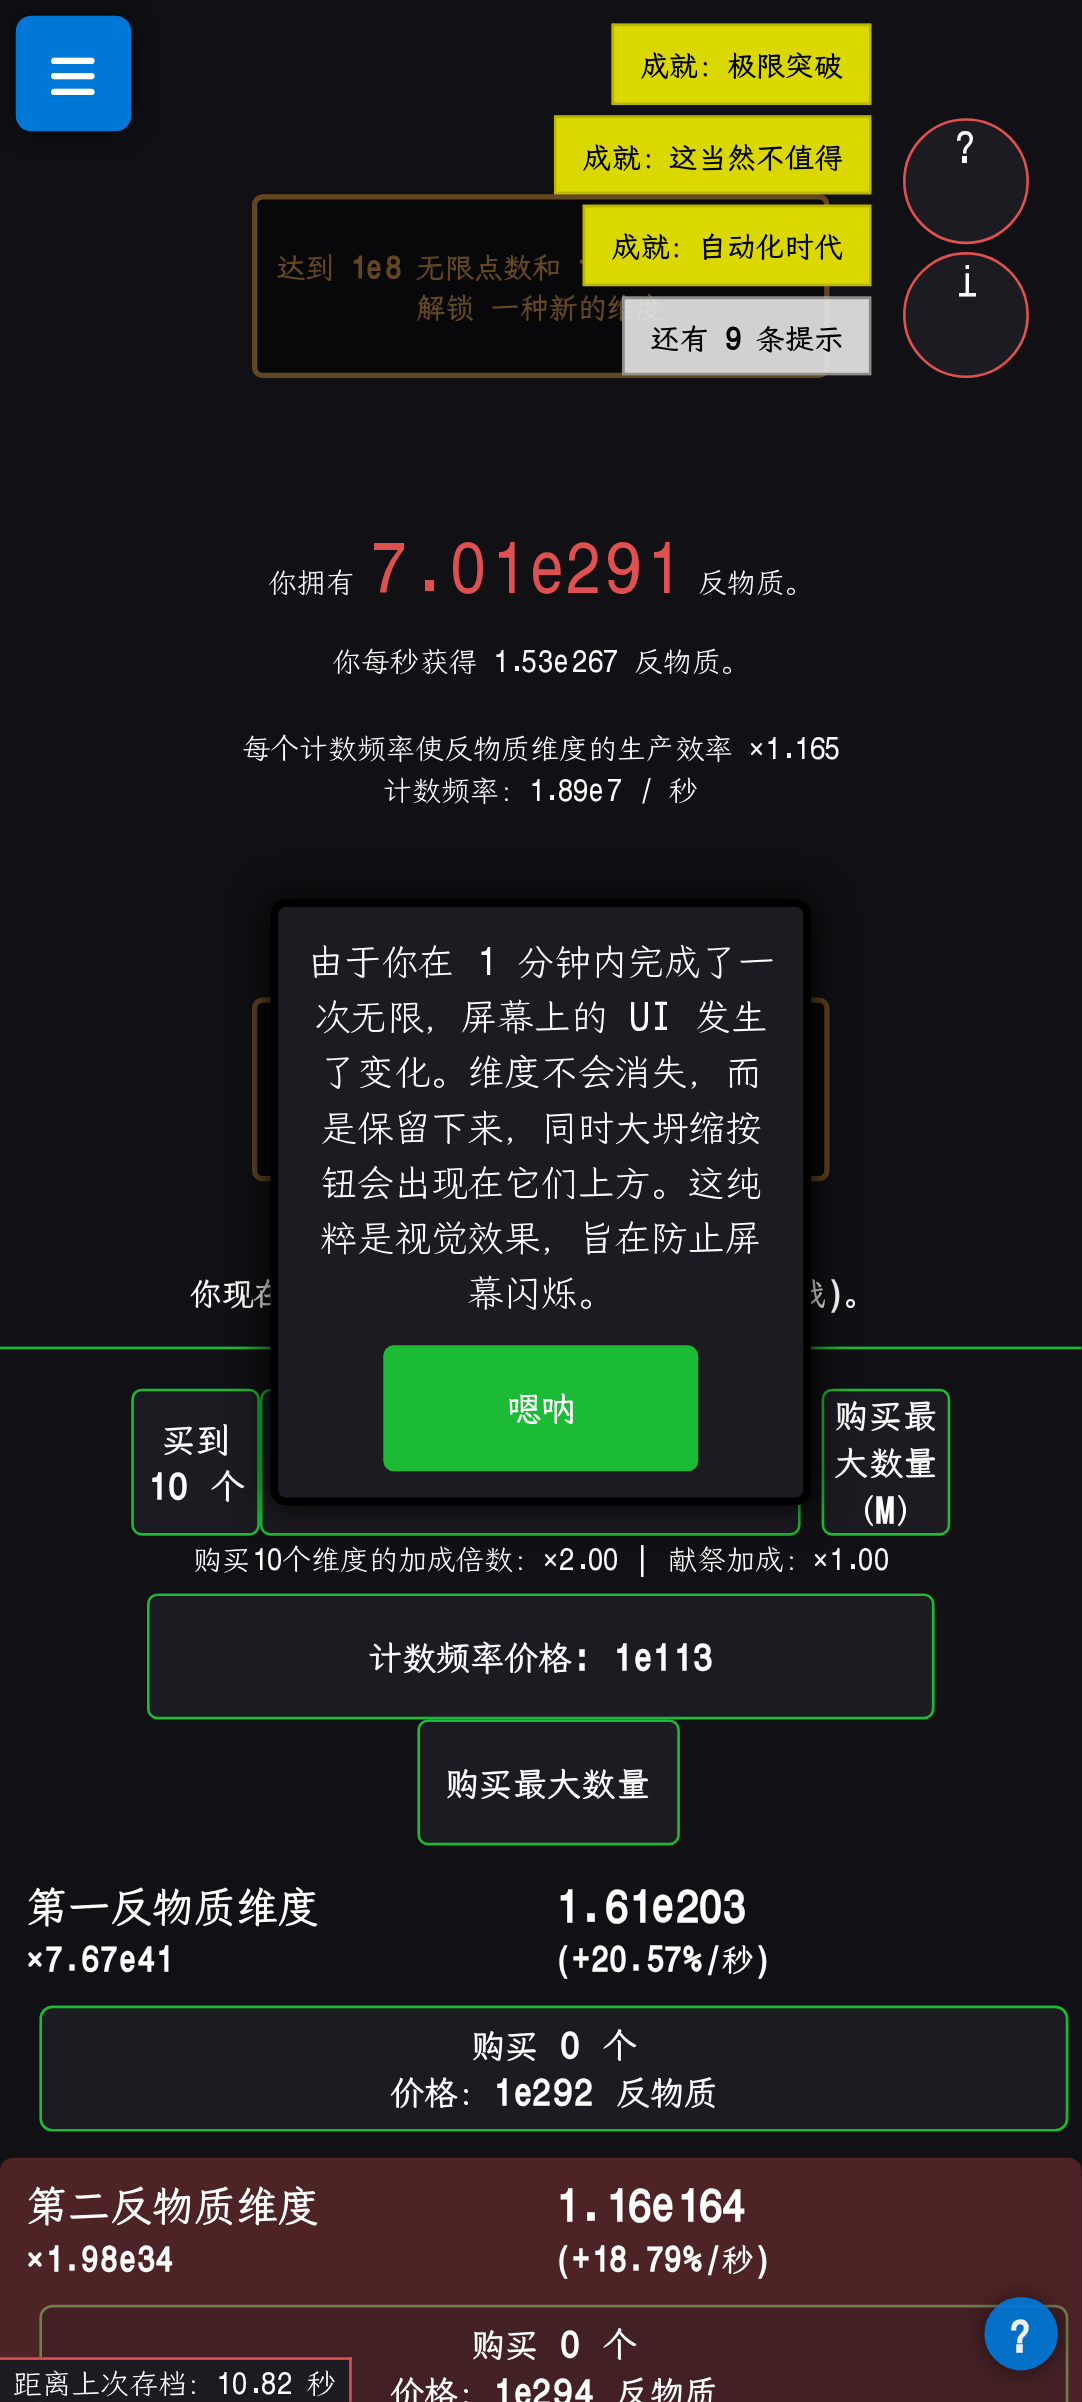 成就: 极限突破
成就: 这当然不值得
成就: 自动化时代
还有 9 条提示
?
i
达到 1e8 无限点数和
解锁 一种新的维度
你拥有 7.01e291 反物质。
你每秒获得 1.53e267 反物质。
每个计数频率使反物质维度的生产效率 ×1.165
计数频率: 1.89e7 / 秒
由于你在 1 分钟内完成了一
次无限, 屏幕上的 UI 发生
了变化。维度不会消失, 而
是保留下来, 同时大坍缩按
钮会出现在它们上方。这纯
粹是视觉效果, 旨在防止屏
幕闪烁。
嗯呐
你现在
戏)。
买到
10 个
购买最
大数量
(M)
购买10个维度的加成倍数: ×2.00 | 献祭加成: ×1.00
计数频率价格: 1e113
购买最大数量
第一反物质维度 1.61e203
×7.67e41 (+20.57%/秒)
购买 0 个
价格: 1e292 反物质
第二反物质维度 1.16e164
×1.98e34 (+18.79%/秒)
购买 0 个
价格: 1e294 反物质
?
距离上次存档: 10.82 秒